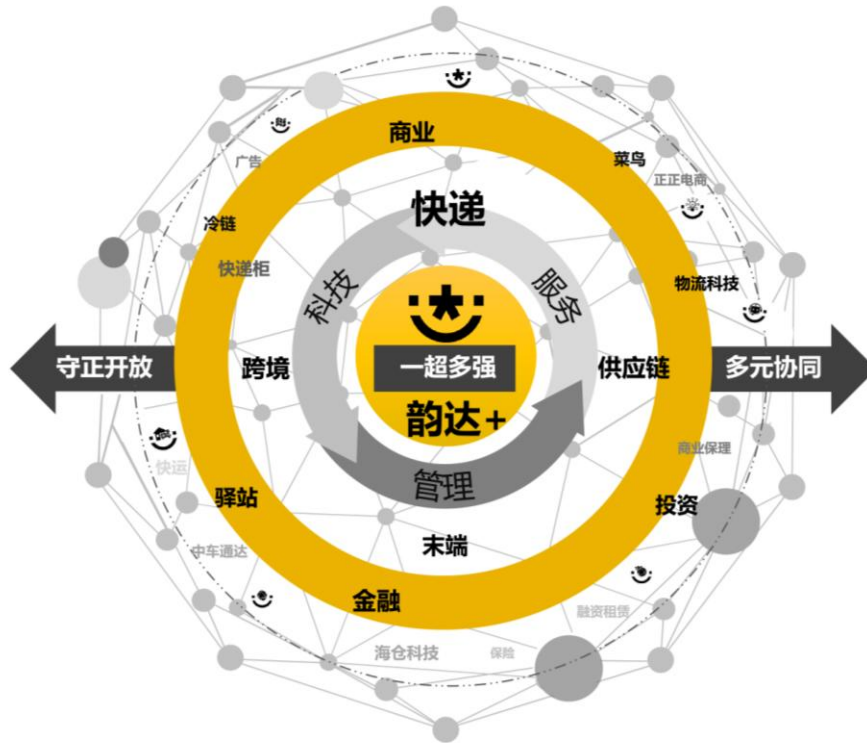 商业
菜鸟
广告
正正电商
冷链
快递
快递柜
科技
服务
物流科技
守正开放
跨境
一超多强
供应链
多元协同
韵达+
快运
商业保理
驿站
管理
投资
中车通达
末端
金融
融资租赁
海仓科技
保险